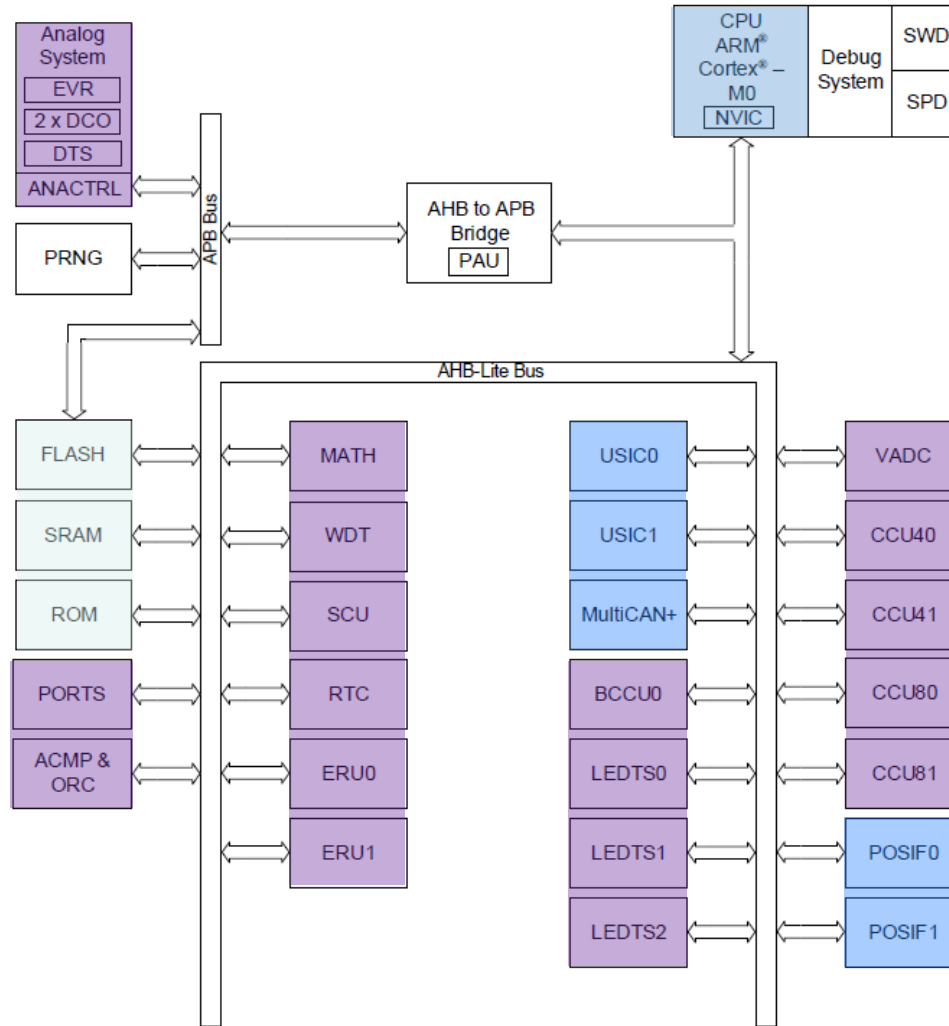 Analog
System
EVR
2 x DCO
DTS
ANACTRL
PRNG
APB Bus
AHB to APB
Bridge
PAU
CPU
ARM®
Cortex® –
M0
NVIC
Debug
System
SWD
SPD
AHB-Lite Bus
FLASH
SRAM
ROM
PORTS
ACMP &
ORC
MATH
WDT
SCU
RTC
ERU0
ERU1
USIC0
USIC1
MultiCAN+
BCCU0
LEDTS0
LEDTS1
LEDTS2
VADC
CCU40
CCU41
CCU80
CCU81
POSIF0
POSIF1